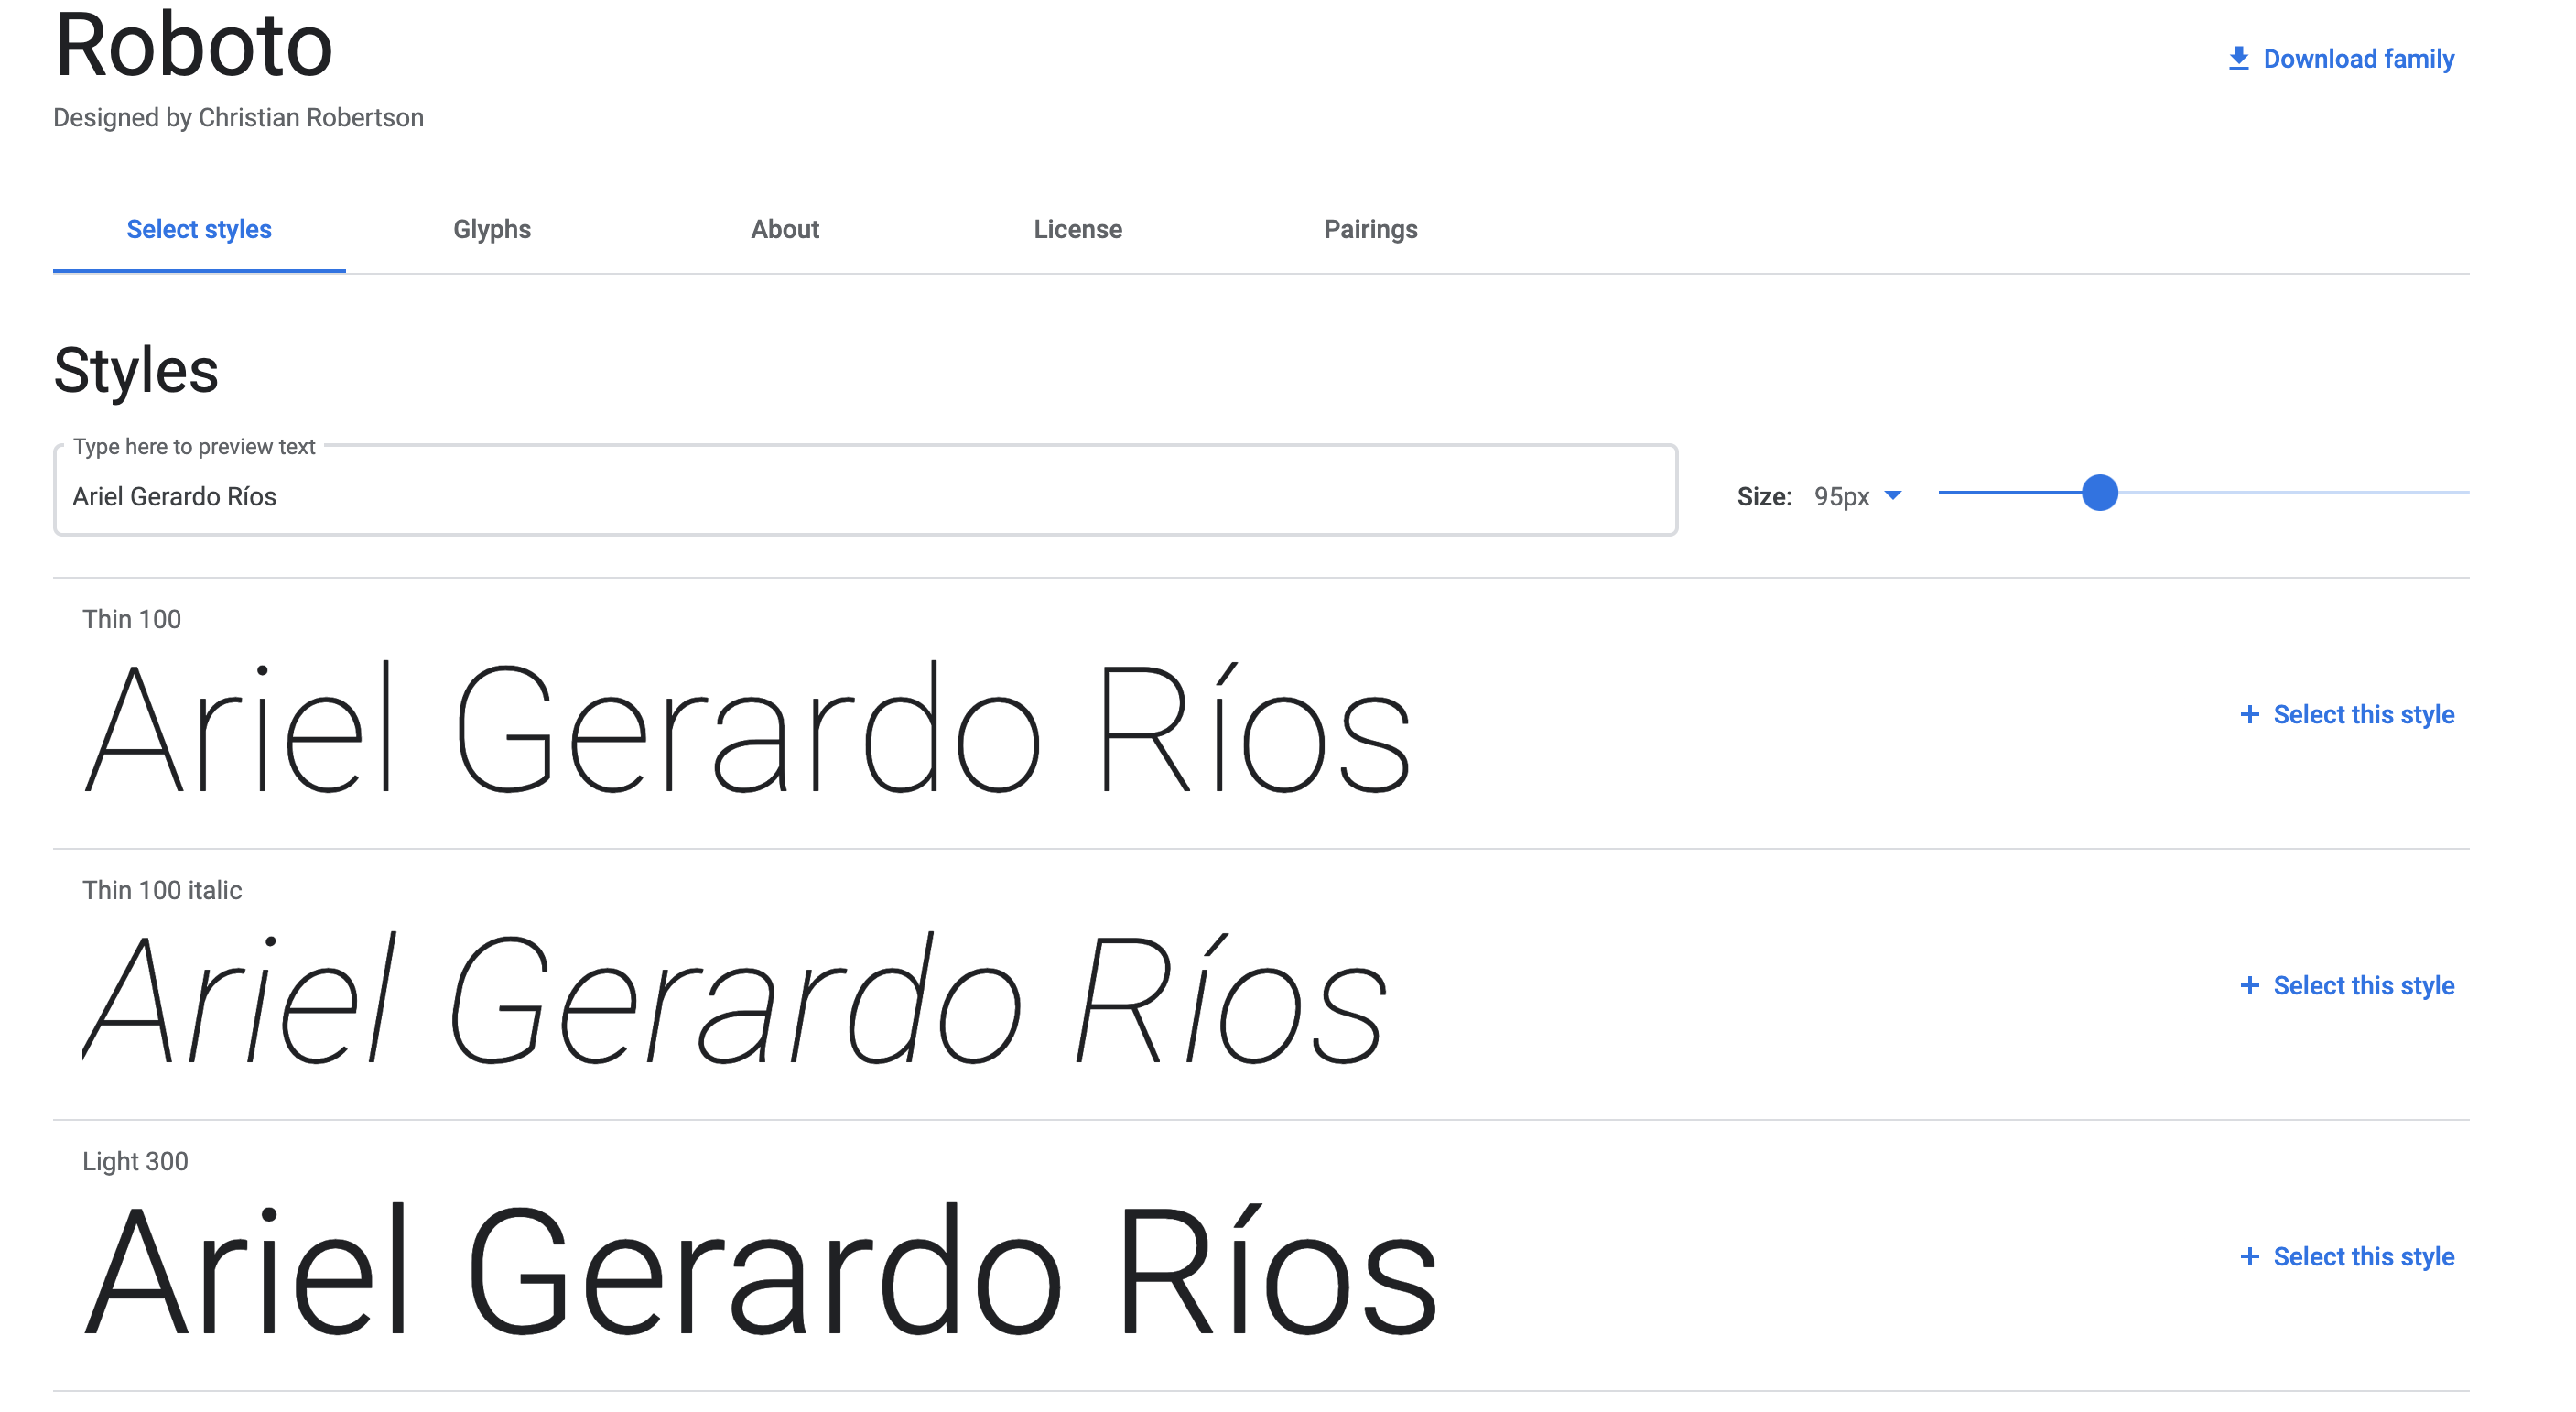 Roboto
Download family
Designed by Christian Robertson
Select styles Glyphs About License Pairings
Styles
Type here to preview text
Ariel Gerardo Ríos
Size: 95px
Thin 100
Ariel Gerardo Ríos
+ Select this style
Thin 100 italic
Ariel Gerardo Ríos
+ Select this style
Light 300
Ariel Gerardo Ríos
+ Select this style